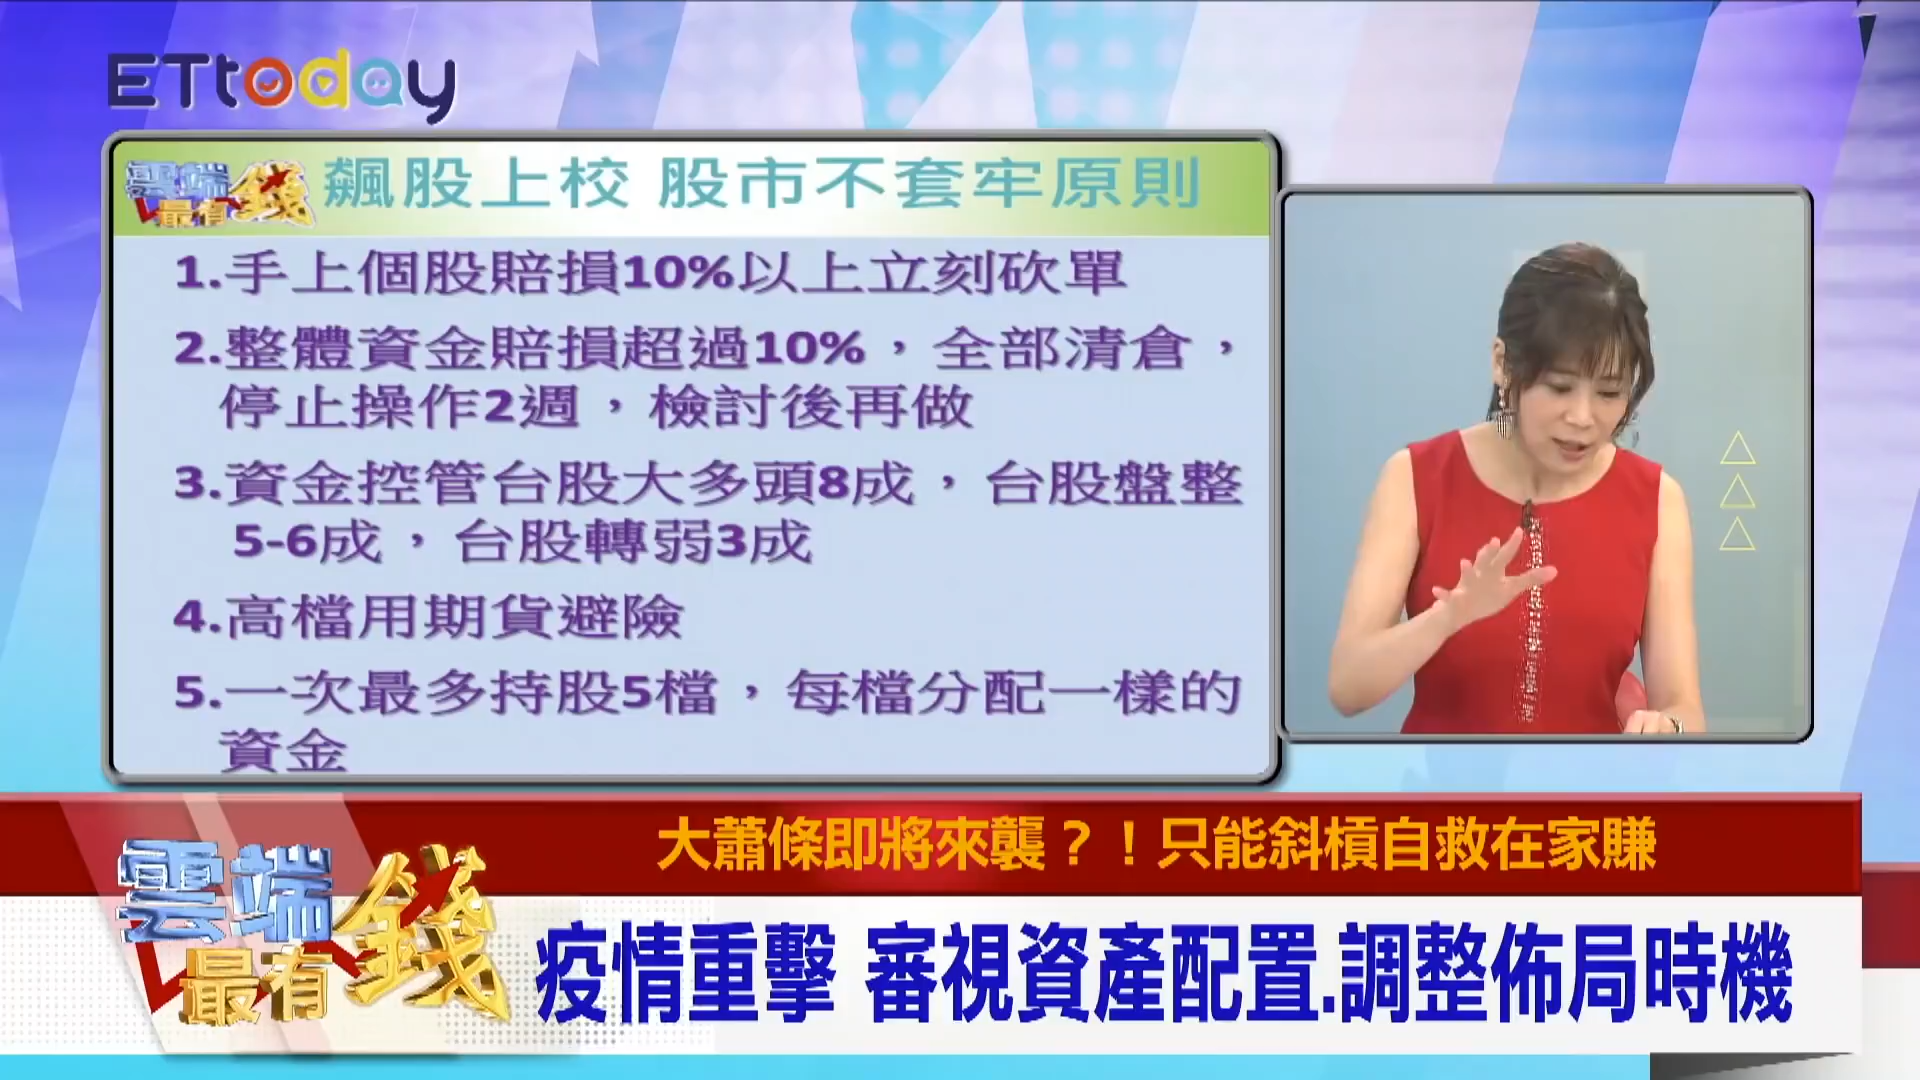 ETtoday
雲端最有錢 飆股上校 股市不套牢原則
1.手上個股賠損10%以上立刻砍單
2.整體資金賠損超過10%，全部清倉，
停止操作2週，檢討後再做
3.資金控管台股大多頭8成，台股盤整
5-6成，台股轉弱3成
4.高檔用期貨避險
5.一次最多持股5檔，每檔分配一樣的
資金
大蕭條即將來襲？！只能斜槓自救在家賺
雲端
最有錢
疫情重擊 審視資產配置.調整佈局時機